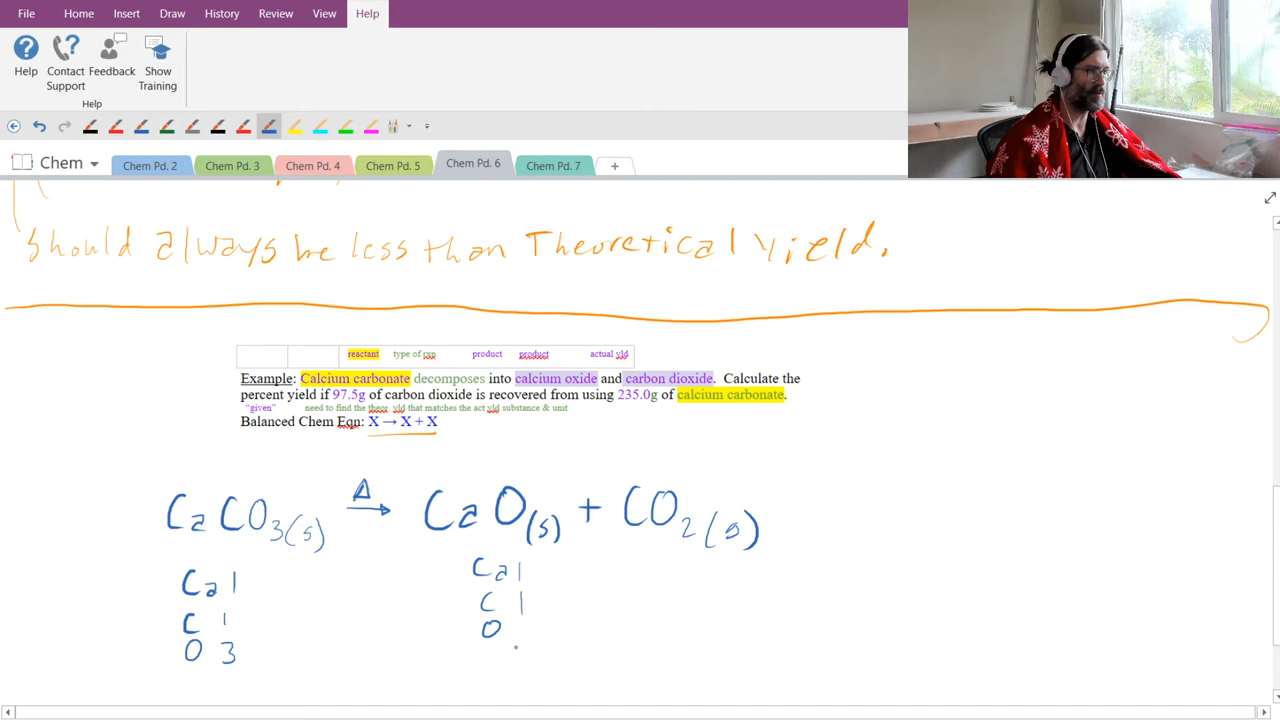 File Home Insert Draw History Review View Help
Help Contact Support Feedback Show Training
Help
Chem Chem Pd. 2 Chem Pd. 3 Chem Pd. 4 Chem Pd. 5 Chem Pd. 6 Chem Pd. 7 +
should always be less than Theoretical Yield.
reactant type of rxn product product actual yld
Example: Calcium carbonate decomposes into calcium oxide and carbon dioxide. Calculate the
percent yield if 97.5g of carbon dioxide is recovered from using 235.0g of calcium carbonate.
"given" need to find the theor. yld that matches the act yld substance & unit
Balanced Chem Eqn: X → X + X
CaCO3(s) Δ→ CaO(s) + CO2(s)
Ca 1 Ca 1
C 1 C 1
O 3 O